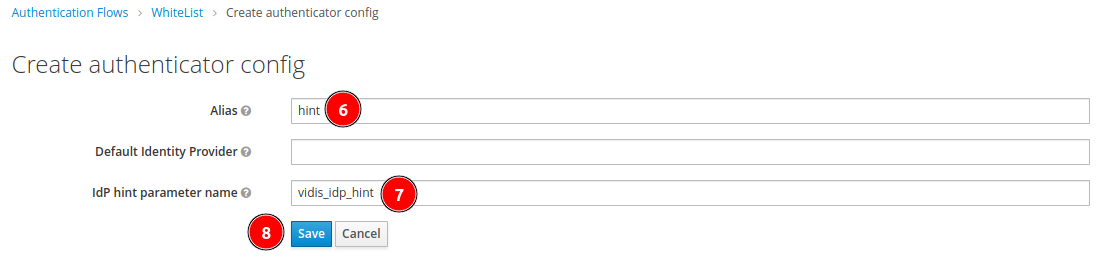 Authentication Flows > WhiteList > Create authenticator config
Create authenticator config
Alias ? hint 6
Default Identity Provider ?
IdP hint parameter name ? vidis_idp_hint 7
8 Save Cancel